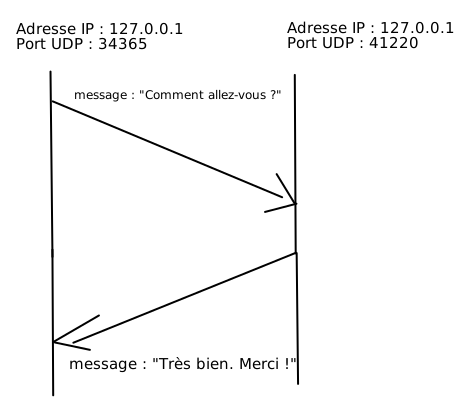 Adresse IP : 127.0.0.1
Port UDP : 34365
Adresse IP : 127.0.0.1
Port UDP : 41220
message : "Comment allez-vous ?"
message : "Très bien. Merci !"